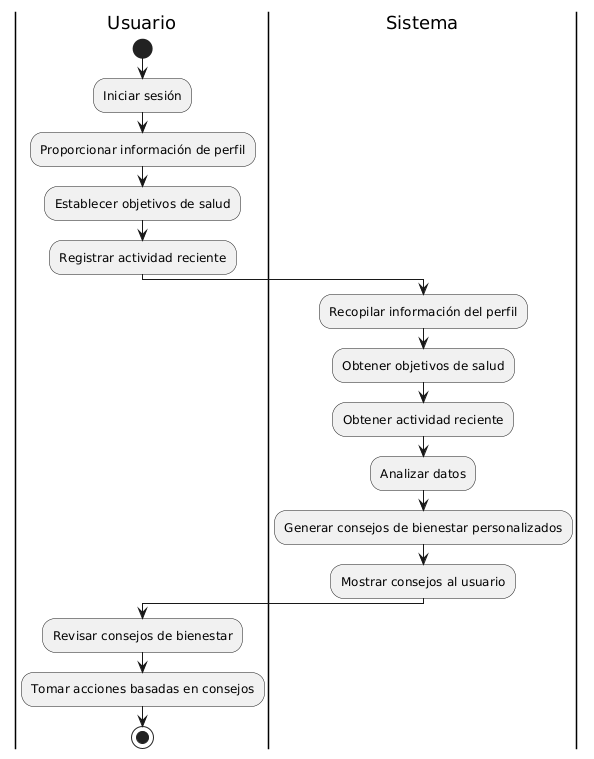 Usuario
Sistema
Iniciar sesión
Proporcionar información de perfil
Establecer objetivos de salud
Registrar actividad reciente
Recopilar información del perfil
Obtener objetivos de salud
Obtener actividad reciente
Analizar datos
Generar consejos de bienestar personalizados
Mostrar consejos al usuario
Revisar consejos de bienestar
Tomar acciones basadas en consejos